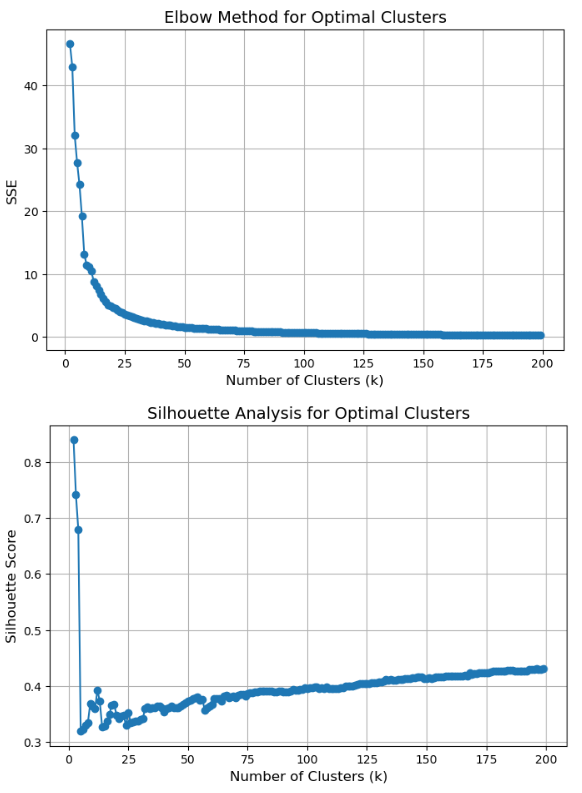 Elbow Method for Optimal Clusters
40
30
20
10
0
SSE
0 25 50 75 100 125 150 175 200
Number of Clusters (k)
Silhouette Analysis for Optimal Clusters
0.8
0.7
0.6
0.5
0.4
0.3
Silhouette Score
0 25 50 75 100 125 150 175 200
Number of Clusters (k)